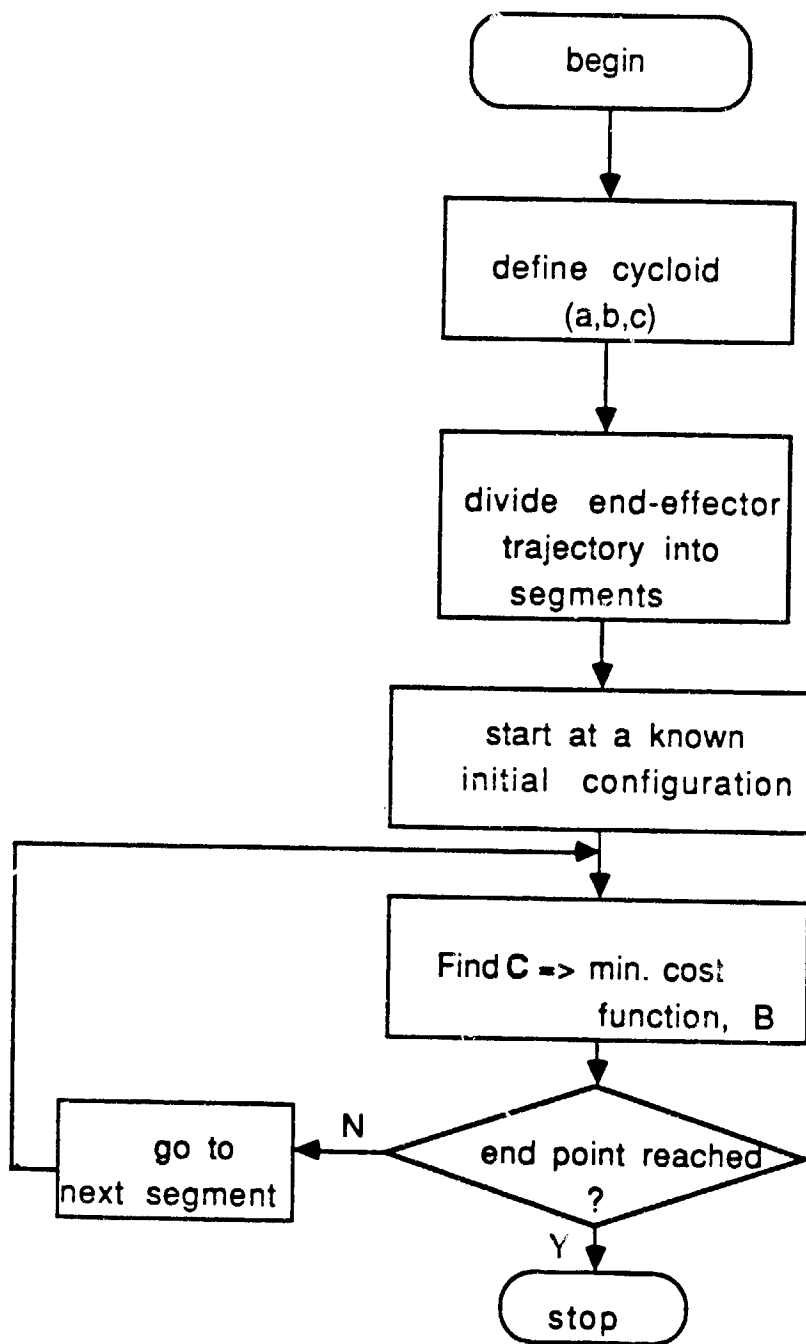 begin
define cycloid
(a,b,c)
divide end-effector
trajectory into
segments
start at a known
initial configuration
Find C => min. cost
function, B
N
go to
next segment
end point reached
?
Y
stop